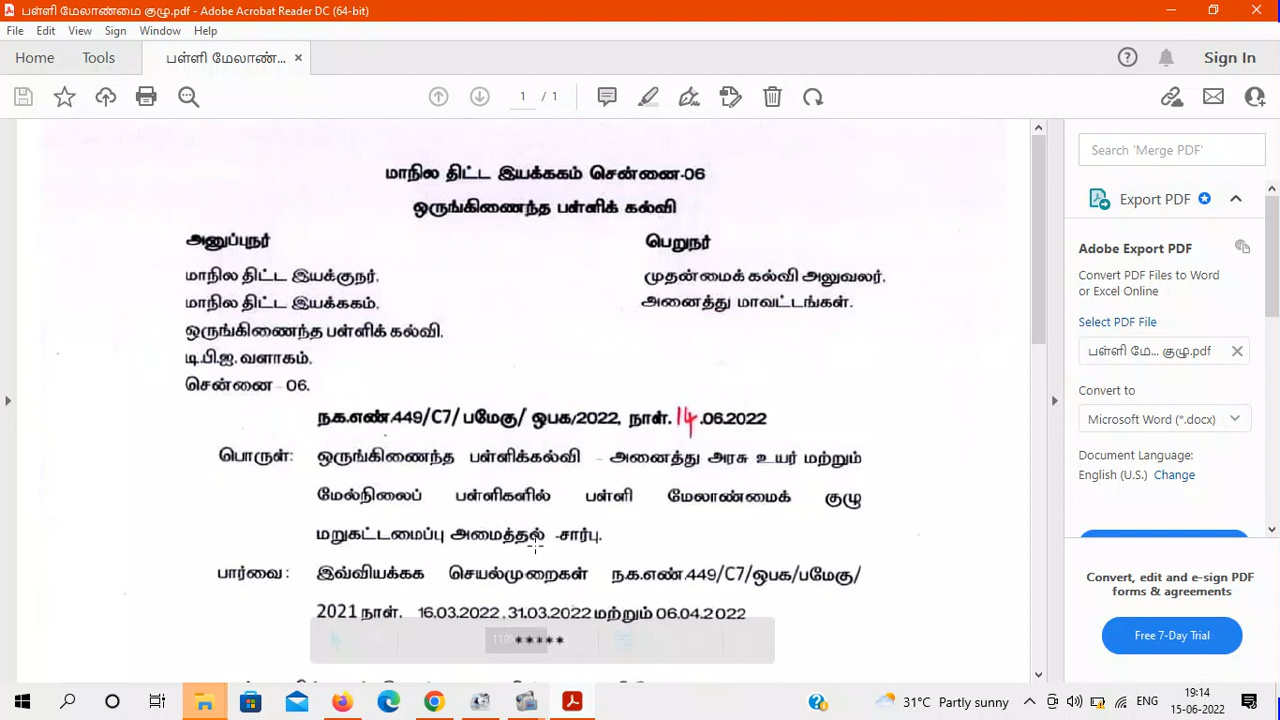 பள்ளி மேலாண்மை குழு.pdf - Adobe Acrobat Reader DC (64-bit)
File Edit View Sign Window Help
Home Tools பள்ளி மேலாண்... × Sign In
1 / 1
Search 'Merge PDF'
மாநில திட்ட இயக்ககம் சென்னை-06
ஒருங்கிணைந்த பள்ளிக் கல்வி
அனுப்புநர் பெறுநர்
மாநில திட்ட இயக்குநர், முதன்மைக் கல்வி அலுவலர்,
மாநில திட்ட இயக்ககம், அனைத்து மாவட்டங்கள்.
ஒருங்கிணைந்த பள்ளிக் கல்வி,
டி.பி.ஐ. வளாகம்,
சென்னை – 06.
ந.க.எண்.449/C7/ பமேகு/ ஒபக/2022, நாள்.14.06.2022
பொருள்: ஒருங்கிணைந்த பள்ளிக்கல்வி – அனைத்து அரசு உயர் மற்றும்
மேல்நிலைப் பள்ளிகளில் பள்ளி மேலாண்மைக் குழு
மறுகட்டமைப்பு அமைத்தல் -சார்பு.
பார்வை : இவ்வியக்கக செயல்முறைகள் ந.க.எண்.449/C7/ஒபக/பமேகு/
2021 நாள். 16.03.2022 , 31.03.2022 மற்றும் 06.04.2022
119% *****
Export PDF
Adobe Export PDF
Convert PDF Files to Word
or Excel Online
Select PDF File
பள்ளி மே... குழு.pdf
Convert to
Microsoft Word (*.docx)
Document Language:
English (U.S.) Change
Convert, edit and e-sign PDF
forms & agreements
Free 7-Day Trial
31°C Partly sunny ENG 19:14
15-06-2022